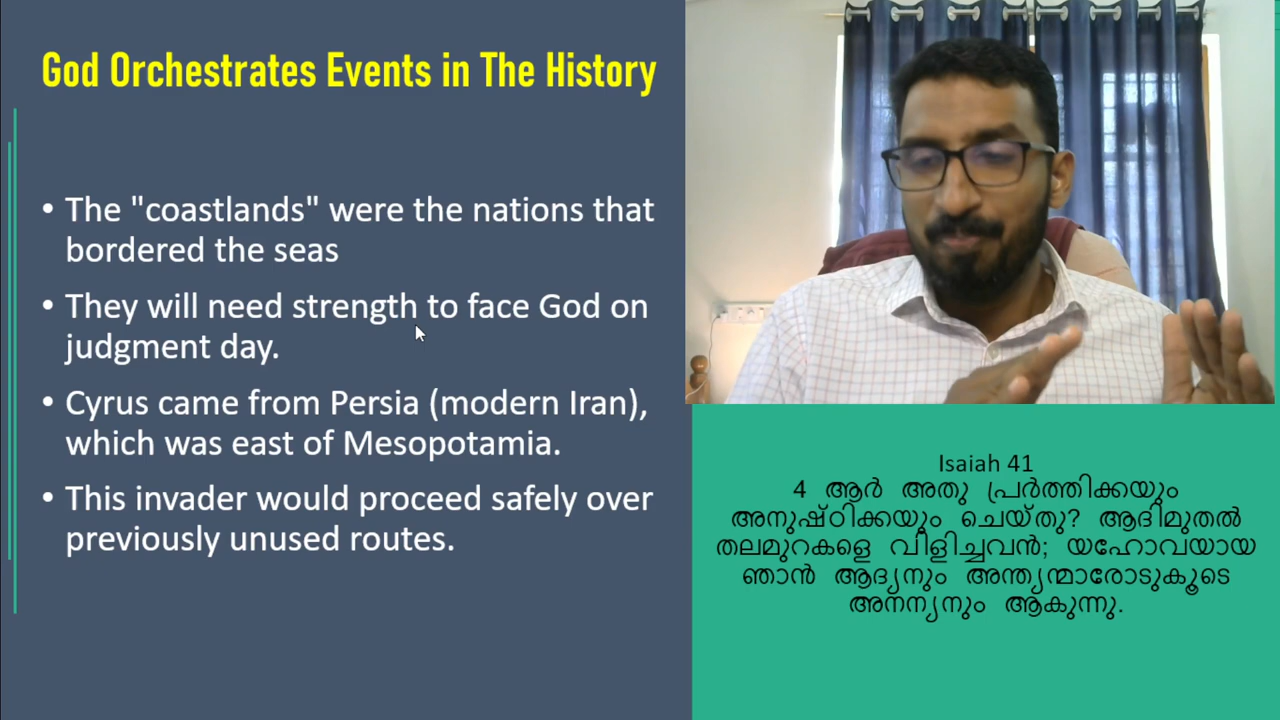 God Orchestrates Events in The History
• The "coastlands" were the nations that
bordered the seas
• They will need strength to face God on
judgment day.
• Cyrus came from Persia (modern Iran),
which was east of Mesopotamia.
• This invader would proceed safely over
previously unused routes.
Isaiah 41
4 ആർ അതു പ്രർത്തിക്കയും
അനുഷ്ഠിക്കയും ചെയ്തു? ആദിമുതൽ
തലമുറകളെ വിളിച്ചവൻ; യഹോവയായ
ഞാൻ ആദ്യനും അന്ത്യന്മാരോടുകൂടെ
അനന്യനും ആകുന്നു.